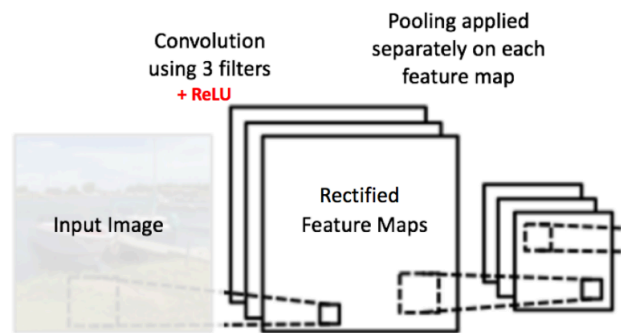 Convolution
using 3 filters
+ ReLU
Pooling applied
separately on each
feature map
Input Image
Rectified
Feature Maps